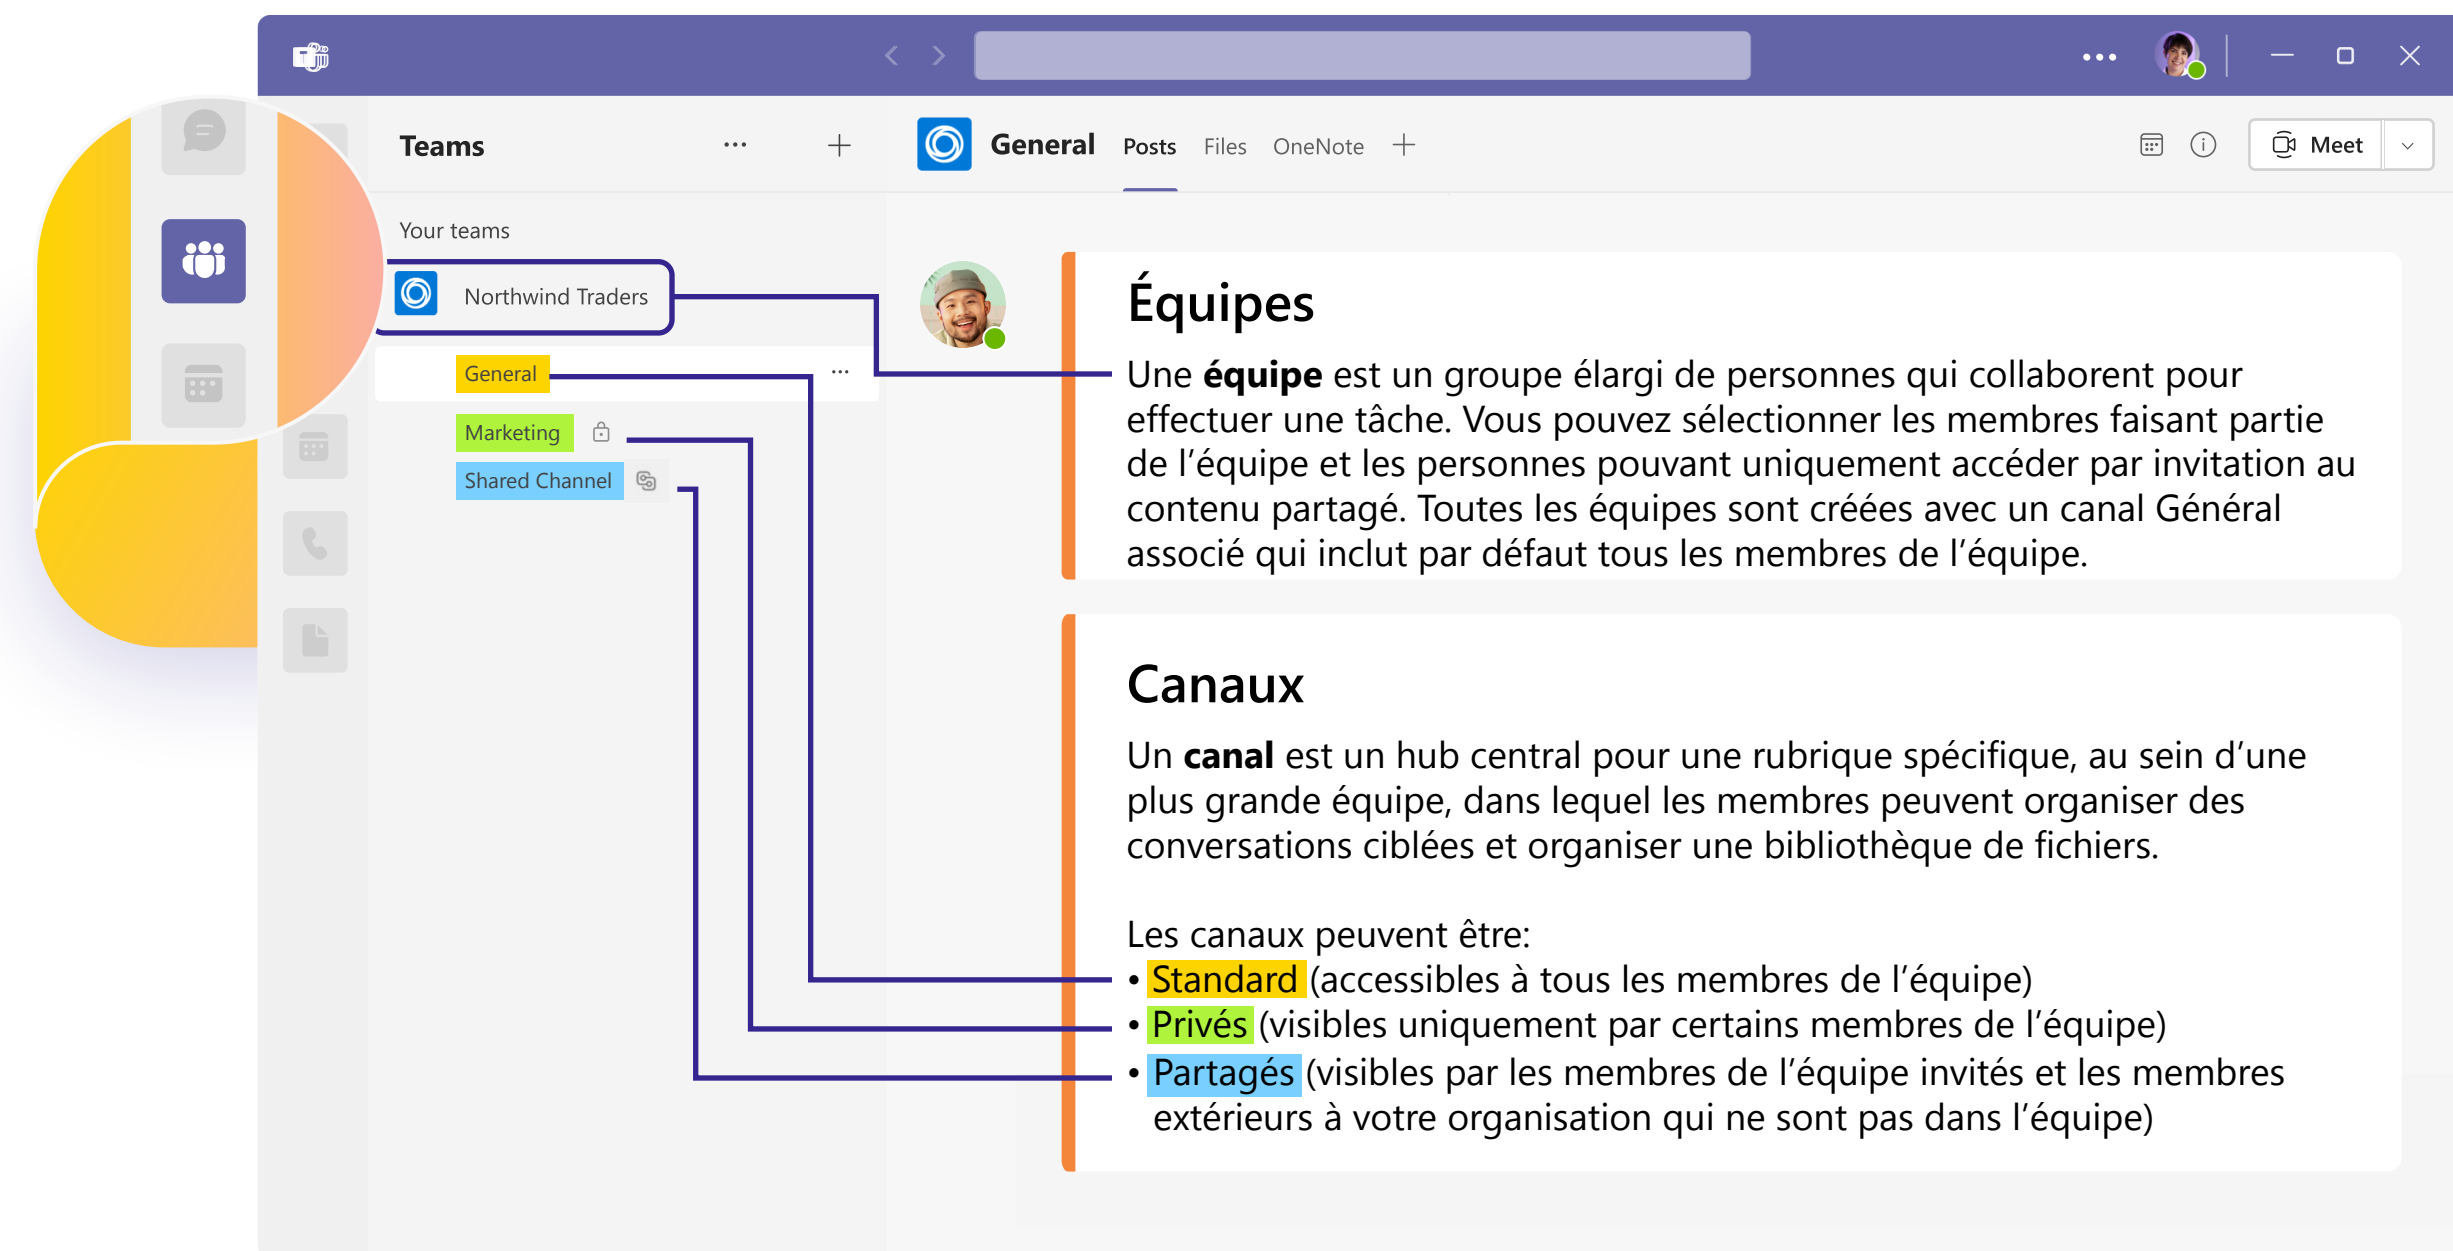 Teams
General
Posts
Files
OneNote
Meet
Your teams
Northwind Traders
General
Marketing
Shared Channel
Équipes
Une équipe est un groupe élargi de personnes qui collaborent pour
effectuer une tâche. Vous pouvez sélectionner les membres faisant partie
de l’équipe et les personnes pouvant uniquement accéder par invitation au
contenu partagé. Toutes les équipes sont créées avec un canal Général
associé qui inclut par défaut tous les membres de l’équipe.
Canaux
Un canal est un hub central pour une rubrique spécifique, au sein d’une
plus grande équipe, dans lequel les membres peuvent organiser des
conversations ciblées et organiser une bibliothèque de fichiers.
Les canaux peuvent être:
• Standard (accessibles à tous les membres de l’équipe)
• Privés (visibles uniquement par certains membres de l’équipe)
• Partagés (visibles par les membres de l’équipe invités et les membres
extérieurs à votre organisation qui ne sont pas dans l’équipe)